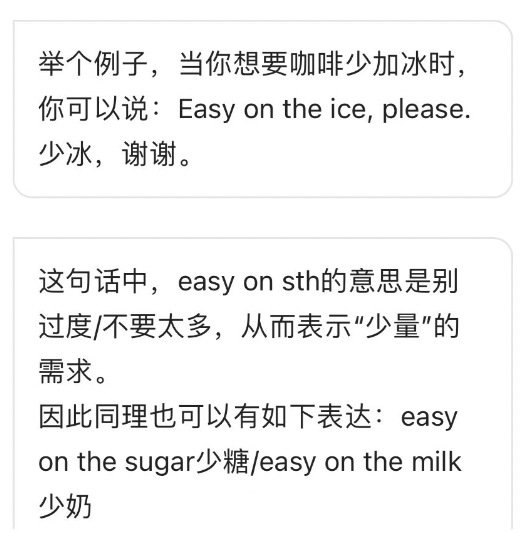 举个例子，当你想要咖啡少加冰时，
你可以说：Easy on the ice, please.
少冰，谢谢。
这句话中，easy on sth的意思是别
过度/不要太多，从而表示“少量”的
需求。
因此同理也可以有如下表达：easy
on the sugar少糖/easy on the milk
少奶